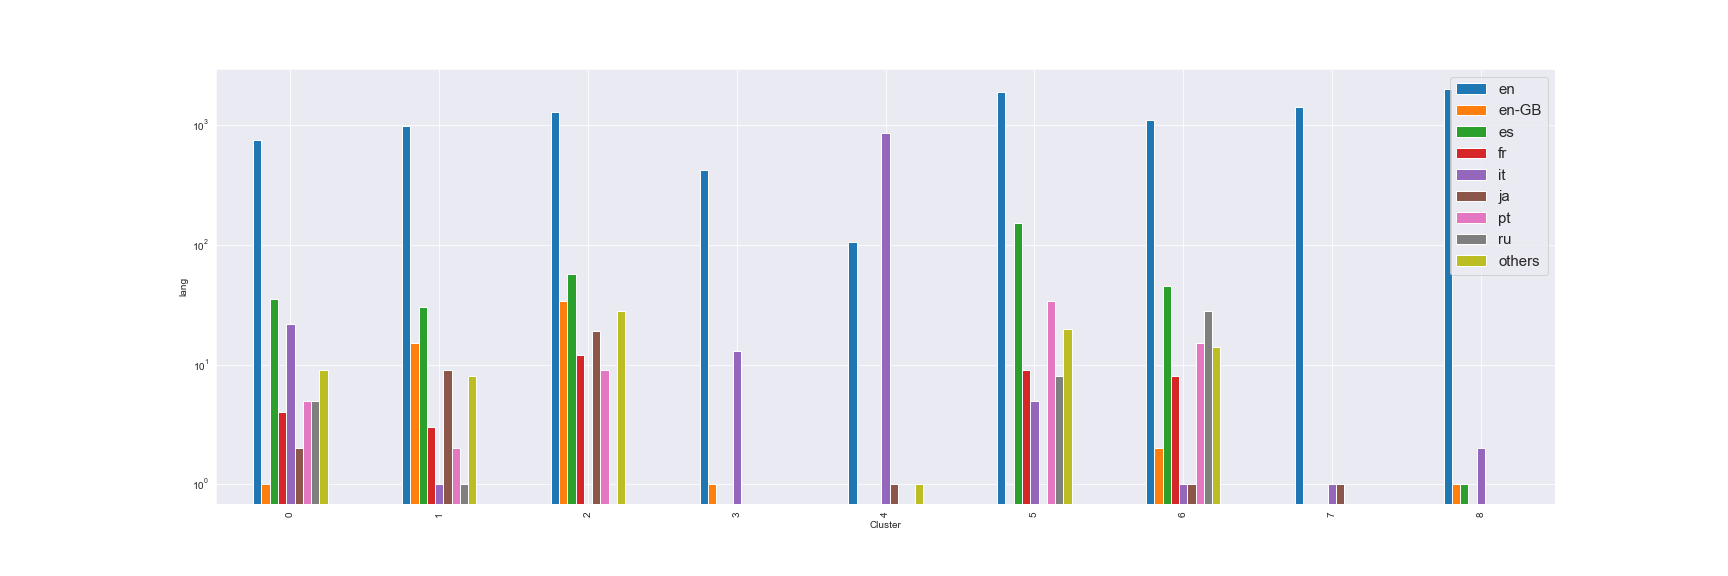 en
en-GB
es
fr
it
ja
pt
ru
others
10³
10²
10¹
10⁰
lang
0 1 2 3 4 5 6 7 8
Cluster